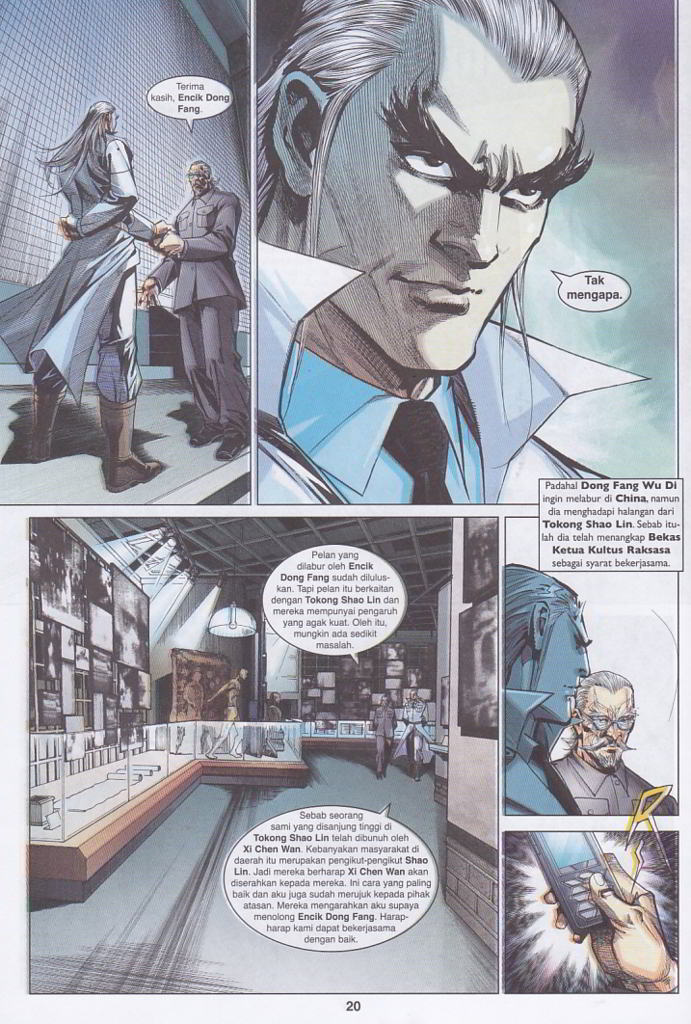 Terima
kasih, Encik Dong
Fang.
Tak
mengapa.
Padahal Dong Fang Wu Di
ingin melabur di China, namun
dia menghadapi halangan dari
Tokong Shao Lin. Sebab itu-
lah dia telah menangkap Bekas
Ketua Kultus Raksasa
sebagai syarat bekerjasama.
Pelan yang
dilabur oleh Encik
Dong Fang sudah dilulus-
kan. Tapi pelan itu berkaitan
dengan Tokong Shao Lin dan
mereka mempunyai pengaruh
yang agak kuat. Oleh itu,
mungkin ada sedikit
masalah.
Sebab seorang
sami yang disanjung tinggi di
Tokong Shao Lin telah dibunuh oleh
Xi Chen Wan. Kebanyakan masyarakat di
daerah itu merupakan pengikut-pengikut Shao
Lin. Jadi mereka berharap Xi Chen Wan akan
diserahkan kepada mereka. Ini cara yang paling
baik dan aku juga sudah merujuk kepada pihak
atasan. Mereka mengarahkan aku supaya
menolong Encik Dong Fang. Harap-
harap kami dapat bekerjasama
dengan baik.
R
20